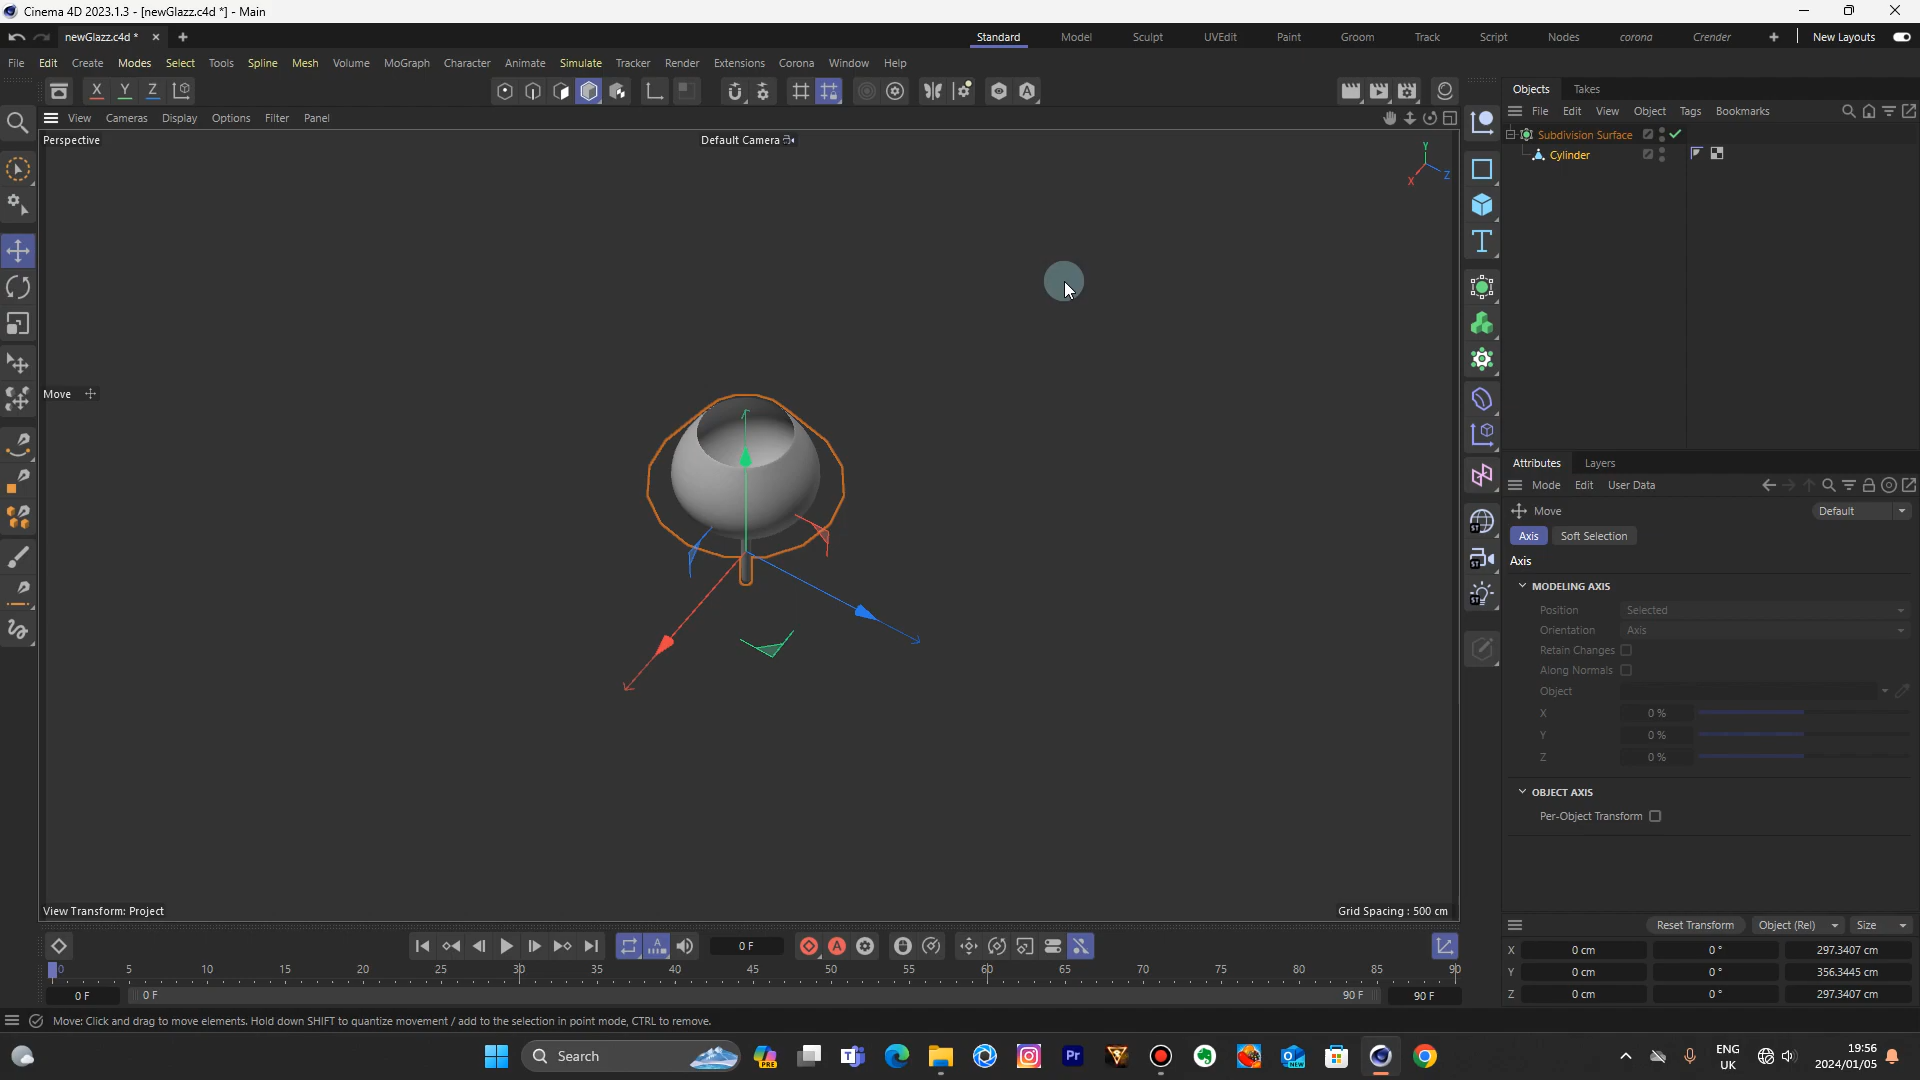 Cinema 4D 2023.1.3 - [newGlazz.c4d *] - Main
newGlazz.c4d *
Standard Model Sculpt UVEdit Paint Groom Track Script Nodes corona Crender New Layouts
File Edit Create Modes Select Tools Spline Mesh Volume MoGraph Character Animate Simulate Tracker Render Extensions Corona Window Help
X Y Z
Objects Takes
File Edit View Object Tags Bookmarks
View Cameras Display Options Filter Panel
Perspective
Default Camera
Y
X
Z
Subdivision Surface
Cylinder
Move
Attributes Layers
Mode Edit User Data
Move
Default
Axis Soft Selection
Axis
MODELING AXIS
Position Selected
Orientation Axis
Retain Changes
Along Normals
Object
X 0 %
Y 0 %
Z 0 %
OBJECT AXIS
Per-Object Transform
View Transform: Project
Grid Spacing : 500 cm
Reset Transform Object (Rel) Size
0 F
X 0 cm 0 ° 297.3407 cm
Y 0 cm 0 ° 356.3445 cm
Z 0 cm 0 ° 297.3407 cm
0 5 10 15 20 25 30 35 40 45 50 55 60 65 70 75 80 85 90
0 F 0 F 90 F 90 F
Move: Click and drag to move elements. Hold down SHIFT to quantize movement / add to the selection in point mode, CTRL to remove.
Search
PRE
Pr
NEW
ENG
UK
19:56
2024/01/05